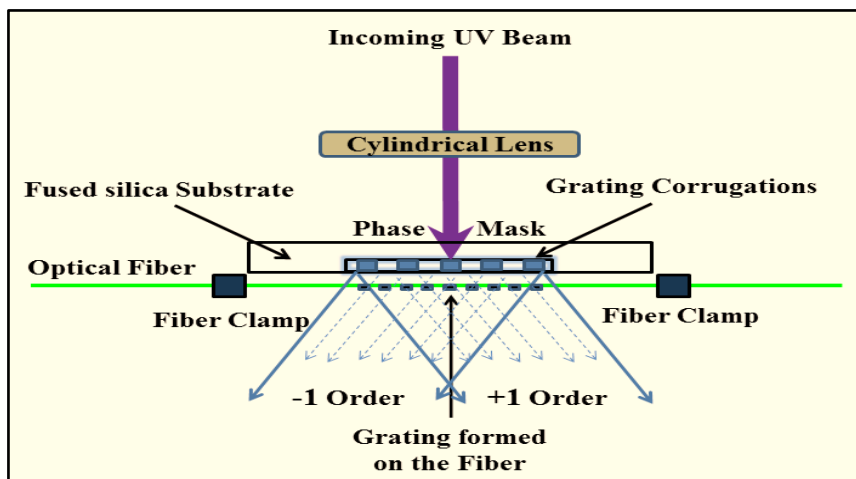 Incoming UV Beam
Cylindrical Lens
Fused silica Substrate
Grating Corrugations
Phase Mask
Optical Fiber
Fiber Clamp
Fiber Clamp
-1 Order
+1 Order
Grating formed
on the Fiber